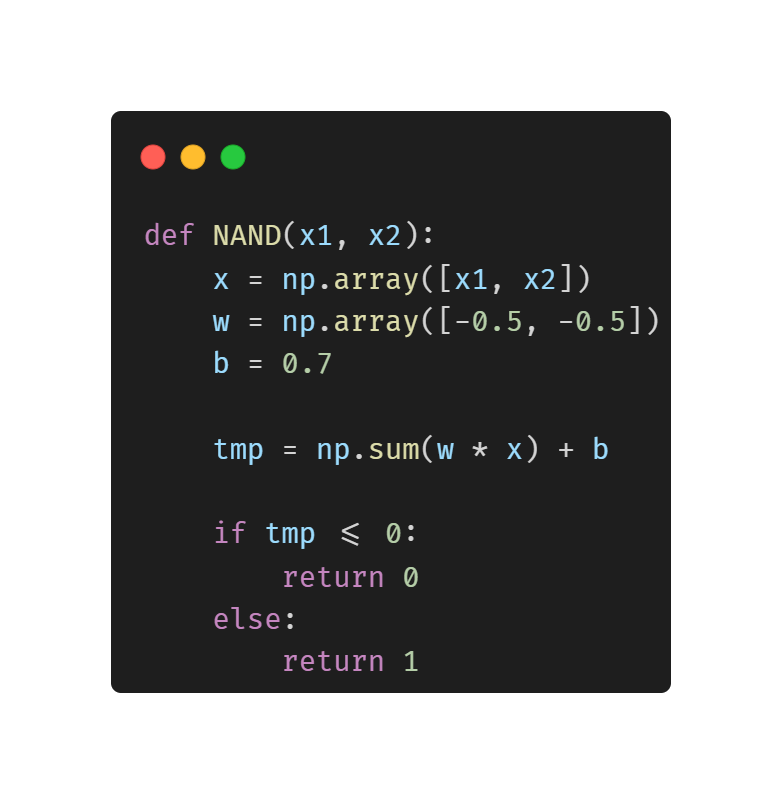 def NAND(x1, x2):
    x = np.array([x1, x2])
    w = np.array([-0.5, -0.5])
    b = 0.7

    tmp = np.sum(w * x) + b

    if tmp <= 0:
        return 0
    else:
        return 1